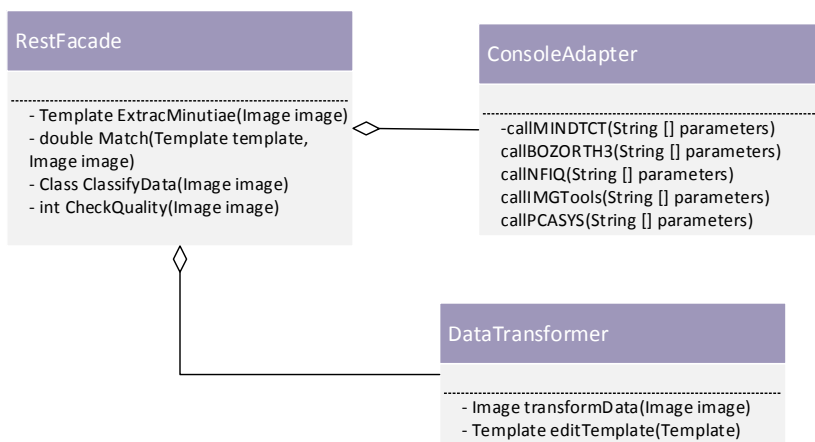 RestFacade
- Template ExtracMinutiae(Image image)
- double Match(Template template,
Image image)
- Class ClassifyData(Image image)
- int CheckQuality(Image image)
ConsoleAdapter
-callMINDTCT(String [] parameters)
callBOZORTH3(String [] parameters)
callNFIQ(String [] parameters)
callIMGTools(String [] parameters)
callPCASYS(String [] parameters)
DataTransformer
- Image transformData(Image image)
- Template editTemplate(Template)